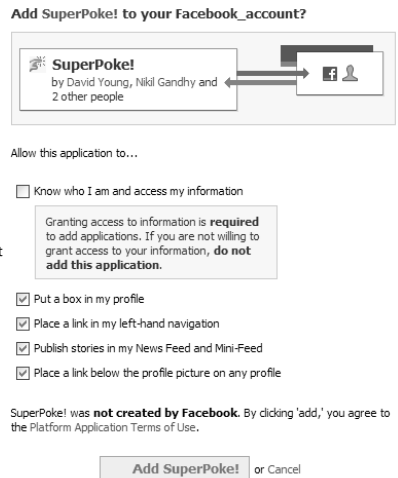 Add SuperPoke! to your Facebook_account?
SuperPoke!
by David Young, Nikil Gandhy and
2 other people
Allow this application to...
Know who I am and access my information
Granting access to information is required
to add applications. If you are not willing to
grant access to your information, do not
add this application.
t
Put a box in my profile
Place a link in my left-hand navigation
Publish stories in my News Feed and Mini-Feed
Place a link below the profile picture on any profile
SuperPoke! was not created by Facebook. By clicking 'add,' you agree to
the Platform Application Terms of Use.
Add SuperPoke! or Cancel